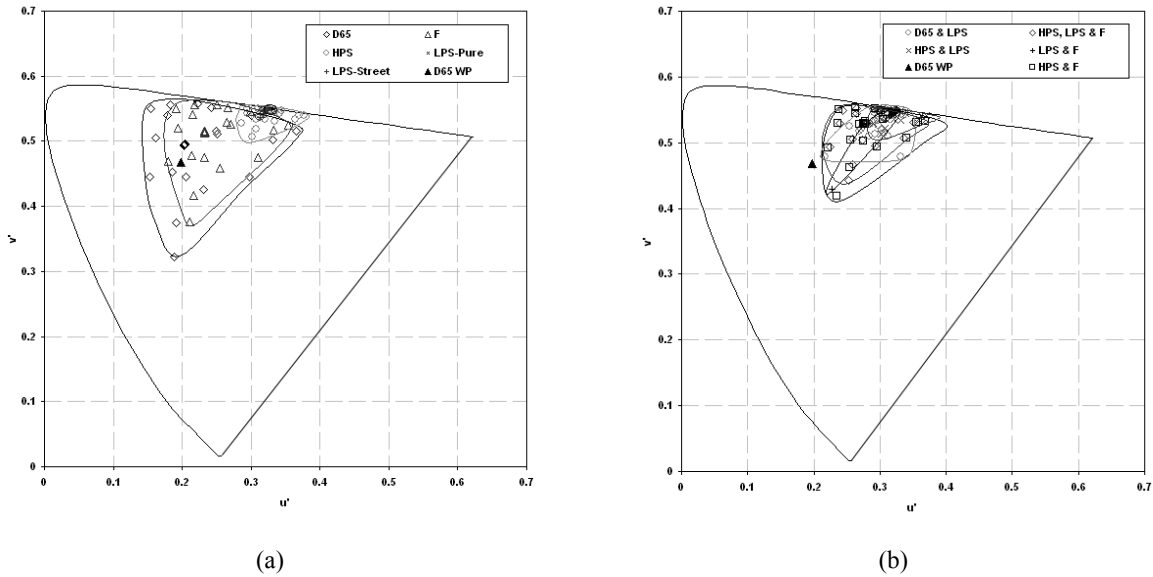 0.7
D65
F
HPS
LPS-Pure
LPS-Street
D65 WP
0.6
0.5
0.4
v'
0.3
0.2
0.1
0
0 0.1 0.2 0.3 0.4 0.5 0.6 0.7
u'
(a)
0.7
D65 & LPS
HPS, LPS & F
HPS & LPS
LPS & F
D65 WP
HPS & F
0.6
0.5
0.4
v'
0.3
0.2
0.1
0
0 0.1 0.2 0.3 0.4 0.5 0.6 0.7
u'
(b)